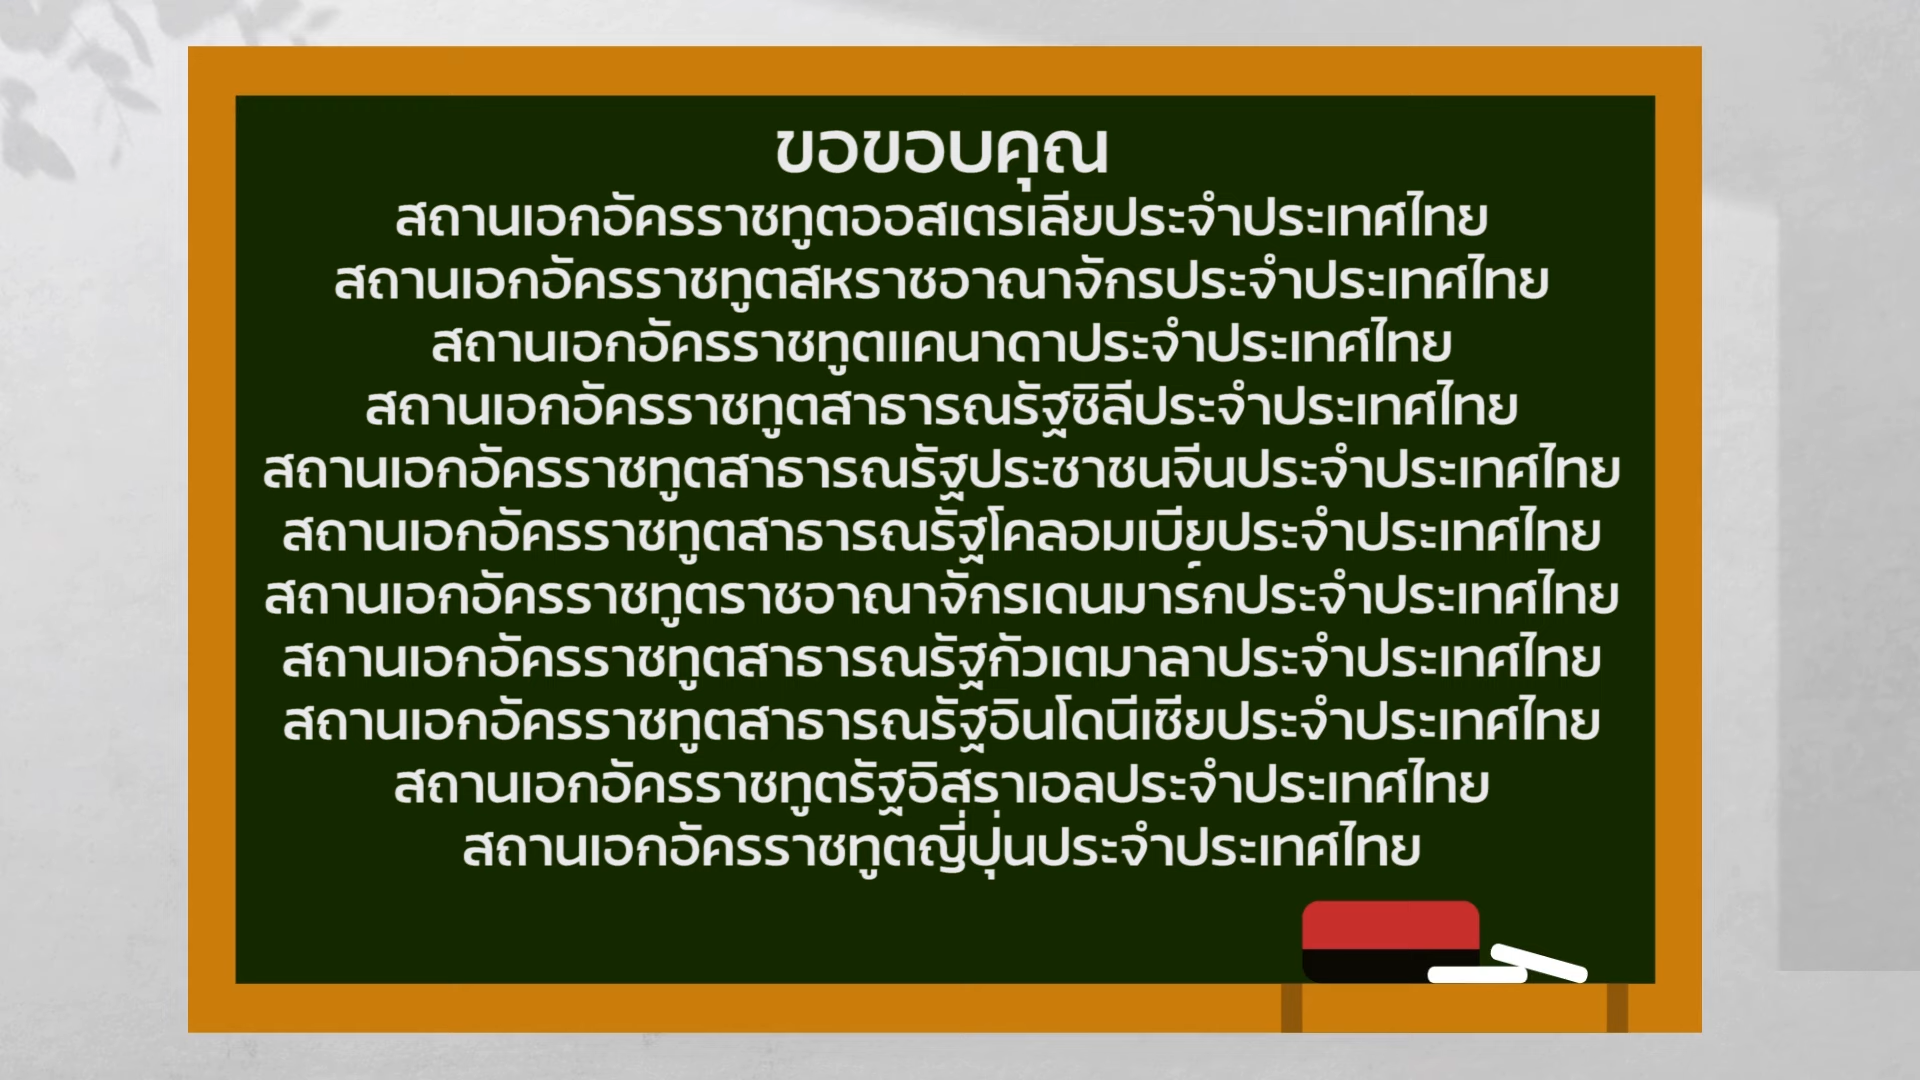 ขอขอบคุณ
สถานเอกอัครราชทูตออสเตรเลียประจำประเทศไทย
สถานเอกอัครราชทูตสหราชอาณาจักรประจำประเทศไทย
สถานเอกอัครราชทูตแคนาดาประจำประเทศไทย
สถานเอกอัครราชทูตสาธารณรัฐชิลีประจำประเทศไทย
สถานเอกอัครราชทูตสาธารณรัฐประชาชนจีนประจำประเทศไทย
สถานเอกอัครราชทูตสาธารณรัฐโคลอมเบียประจำประเทศไทย
สถานเอกอัครราชทูตราชอาณาจักรเดนมาร์กประจำประเทศไทย
สถานเอกอัครราชทูตสาธารณรัฐกัวเตมาลาประจำประเทศไทย
สถานเอกอัครราชทูตสาธารณรัฐอินโดนีเซียประจำประเทศไทย
สถานเอกอัครราชทูตรัฐอิสราเอลประจำประเทศไทย
สถานเอกอัครราชทูตญี่ปุ่นประจำประเทศไทย